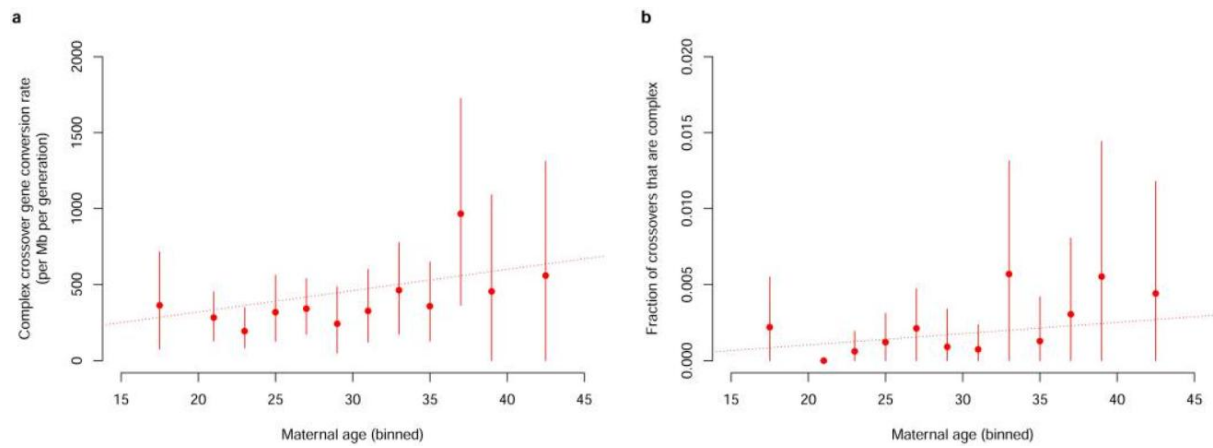 a
Complex crossover gene conversion rate
(per Mb per generation)
2000
1500
1000
500
0
15 20 25 30 35 40 45
Maternal age (binned)
b
Fraction of crossovers that are complex
0.020
0.015
0.010
0.005
0.000
15 20 25 30 35 40 45
Maternal age (binned)